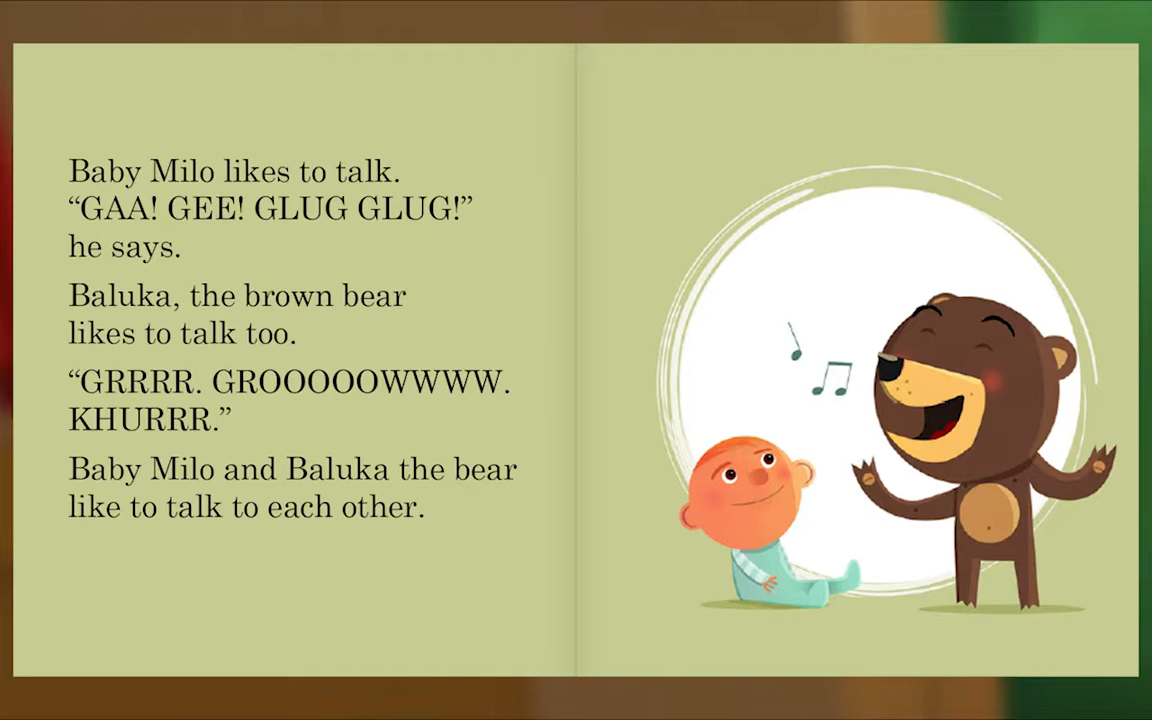 Baby Milo likes to talk.
“GAA! GEE! GLUG GLUG!”
he says.
Baluka, the brown bear
likes to talk too.
“GRRRR. GROOOOOWWWW.
KHURRR.”
Baby Milo and Baluka the bear
like to talk to each other.